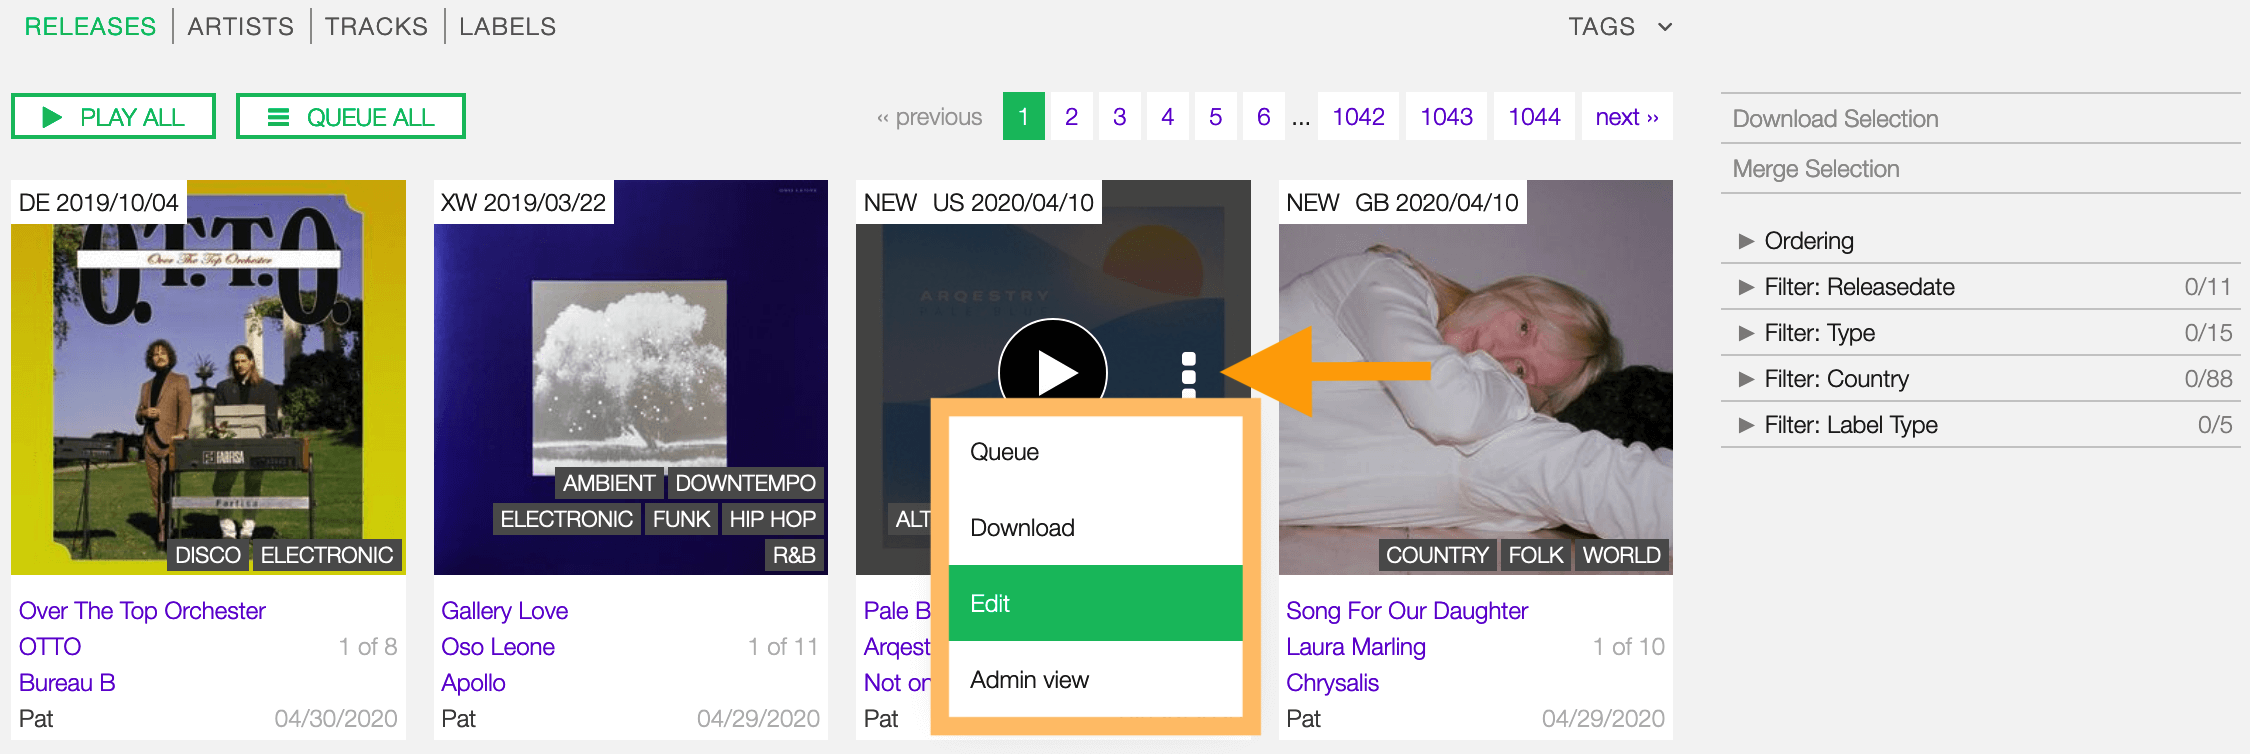 RELEASES ARTISTS TRACKS LABELS TAGS
PLAY ALL QUEUE ALL
‹‹ previous 1 2 3 4 5 6 ... 1042 1043 1044 next ››
Download Selection
Merge Selection
Ordering
Filter: Releasedate 0/11
Filter: Type 0/15
Filter: Country 0/88
Filter: Label Type 0/5
DE 2019/10/04
O.T.T.O.
Over The Top Orchester
FARFISA
Farfisa
DISCO ELECTRONIC
Over The Top Orchester
OTTO 1 of 8
Bureau B
Pat 04/30/2020
XW 2019/03/22
AMBIENT DOWNTEMPO
ELECTRONIC FUNK HIP HOP
R&B
Gallery Love
Oso Leone 1 of 11
Apollo
Pat 04/29/2020
NEW US 2020/04/10
ARQESTRY
ALT
Queue
Download
Edit
Admin view
Pale B
Arqest
Not on
Pat
NEW GB 2020/04/10
COUNTRY FOLK WORLD
Song For Our Daughter
Laura Marling 1 of 10
Chrysalis
Pat 04/29/2020